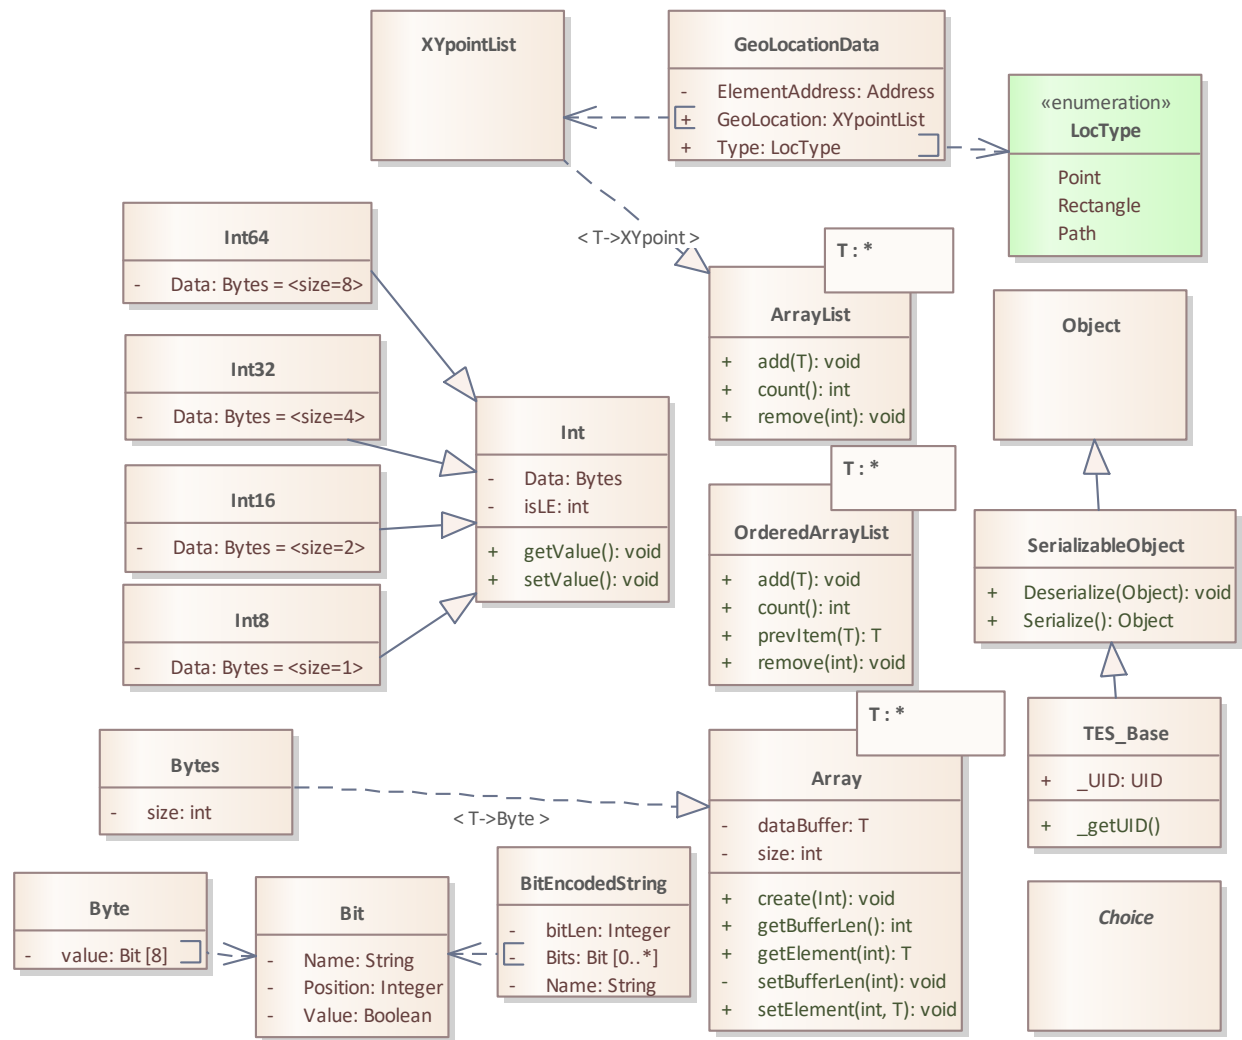 XYpointList
GeoLocationData
- ElementAddress: Address
+ GeoLocation: XYpointList
+ Type: LocType
«enumeration»
LocType
Point
Rectangle
Path
< T->XYpoint >
Int64
- Data: Bytes = <size=8>
Int32
- Data: Bytes = <size=4>
Int16
- Data: Bytes = <size=2>
Int8
- Data: Bytes = <size=1>
Int
- Data: Bytes
- isLE: int
+ getValue(): void
+ setValue(): void
T : *
ArrayList
+ add(T): void
+ count(): int
+ remove(int): void
T : *
OrderedArrayList
+ add(T): void
+ count(): int
+ prevItem(T): T
+ remove(int): void
Object
SerializableObject
+ Deserialize(Object): void
+ Serialize(): Object
TES_Base
+ _UID: UID
+ _getUID()
Choice
Bytes
- size: int
< T->Byte >
T : *
Array
- dataBuffer: T
- size: int
+ create(Int): void
+ getBufferLen(): int
+ getElement(int): T
- setBufferLen(int): void
+ setElement(int, T): void
Byte
- value: Bit [8]
Bit
- Name: String
- Position: Integer
- Value: Boolean
BitEncodedString
- bitLen: Integer
- Bits: Bit [0..*]
- Name: String